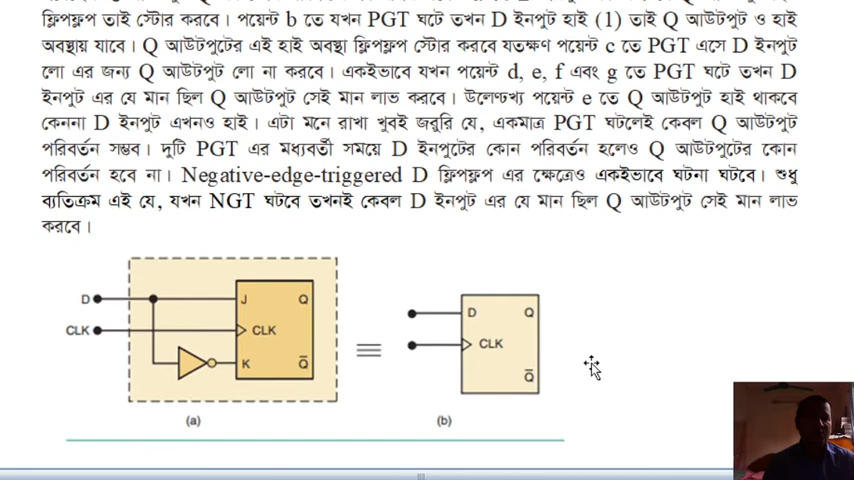 ফ্লিপফ্লপ তাই স্টোর করবে। পয়েন্ট b তে যখন PGT ঘটে তখন D ইনপুট হাই (1) তাই Q আউটপুট ও হাই
অবস্থায় যাবে। Q আউটপুটের এই হাই অবস্থা ফ্লিপফ্লপ স্টোর করবে যতক্ষণ পয়েন্ট c তে PGT এসে D ইনপুট
লো এর জন্য Q আউটপুট লো না করবে। একইভাবে যখন পয়েন্ট d, e, f এবং g তে PGT ঘটে তখন D
ইনপুট এর যে মান ছিল Q আউটপুট সেই মান লাভ করবে। উলেণ্ঢখ্য পয়েন্ট e তে Q আউটপুট হাই থাকবে
কেননা D ইনপুট এখনও হাই। এটা মনে রাখা খুবই জরুরি যে, একমাত্র PGT ঘটলেই কেবল Q আউটপুট
পরিবর্তন সম্ভব। দুটি PGT এর মধ্যবর্তী সময়ে D ইনপুটের কোন পরিবর্তন হলেও Q আউটপুটের কোন
পরিবর্তন হবে না। Negative-edge-triggered D ফ্লিপফ্লপ এর ক্ষেত্রেও একইভাবে ঘটনা ঘটবে। শুধু
ব্যতিক্রম এই যে, যখন NGT ঘটবে তখনই কেবল D ইনপুট এর যে মান ছিল Q আউটপুট সেই মান লাভ
করবে।
D J Q
CLK CLK
K Q̅
D Q
CLK
Q̅
(a) (b)